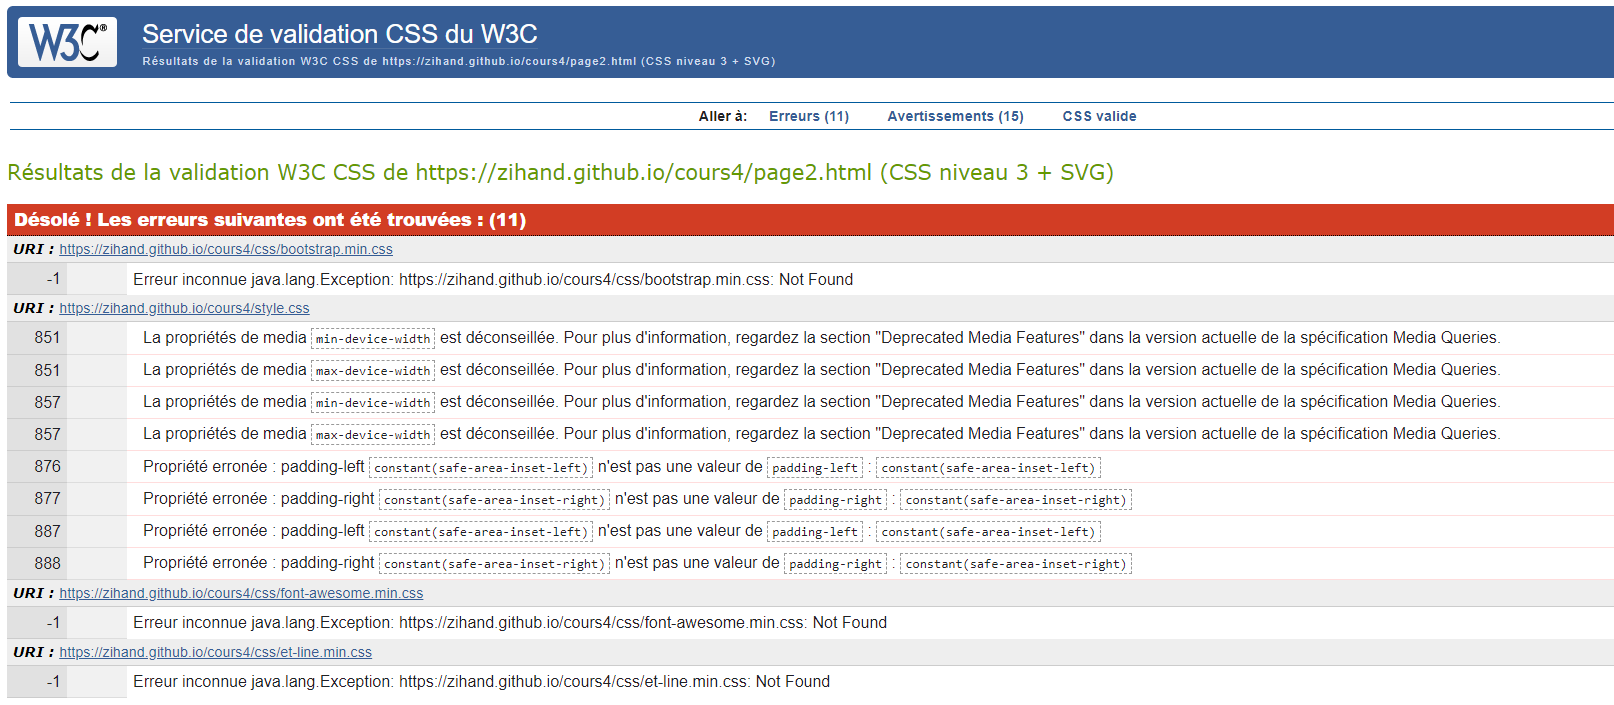 W3C®
Service de validation CSS du W3C
Résultats de la validation W3C CSS de https://zihand.github.io/cours4/page2.html (CSS niveau 3 + SVG)
Aller à: Erreurs (11) Avertissements (15) CSS valide
Résultats de la validation W3C CSS de https://zihand.github.io/cours4/page2.html (CSS niveau 3 + SVG)
Désolé ! Les erreurs suivantes ont été trouvées : (11)
URI : https://zihand.github.io/cours4/css/bootstrap.min.css
-1 Erreur inconnue java.lang.Exception: https://zihand.github.io/cours4/css/bootstrap.min.css: Not Found
URI : https://zihand.github.io/cours4/style.css
851 La propriétés de media min-device-width est déconseillée. Pour plus d'information, regardez la section "Deprecated Media Features" dans la version actuelle de la spécification Media Queries.
851 La propriétés de media max-device-width est déconseillée. Pour plus d'information, regardez la section "Deprecated Media Features" dans la version actuelle de la spécification Media Queries.
857 La propriétés de media min-device-width est déconseillée. Pour plus d'information, regardez la section "Deprecated Media Features" dans la version actuelle de la spécification Media Queries.
857 La propriétés de media max-device-width est déconseillée. Pour plus d'information, regardez la section "Deprecated Media Features" dans la version actuelle de la spécification Media Queries.
876 Propriété erronée : padding-left constant(safe-area-inset-left) n'est pas une valeur de padding-left : constant(safe-area-inset-left)
877 Propriété erronée : padding-right constant(safe-area-inset-right) n'est pas une valeur de padding-right : constant(safe-area-inset-right)
887 Propriété erronée : padding-left constant(safe-area-inset-left) n'est pas une valeur de padding-left : constant(safe-area-inset-left)
888 Propriété erronée : padding-right constant(safe-area-inset-right) n'est pas une valeur de padding-right : constant(safe-area-inset-right)
URI : https://zihand.github.io/cours4/css/font-awesome.min.css
-1 Erreur inconnue java.lang.Exception: https://zihand.github.io/cours4/css/font-awesome.min.css: Not Found
URI : https://zihand.github.io/cours4/css/et-line.min.css
-1 Erreur inconnue java.lang.Exception: https://zihand.github.io/cours4/css/et-line.min.css: Not Found